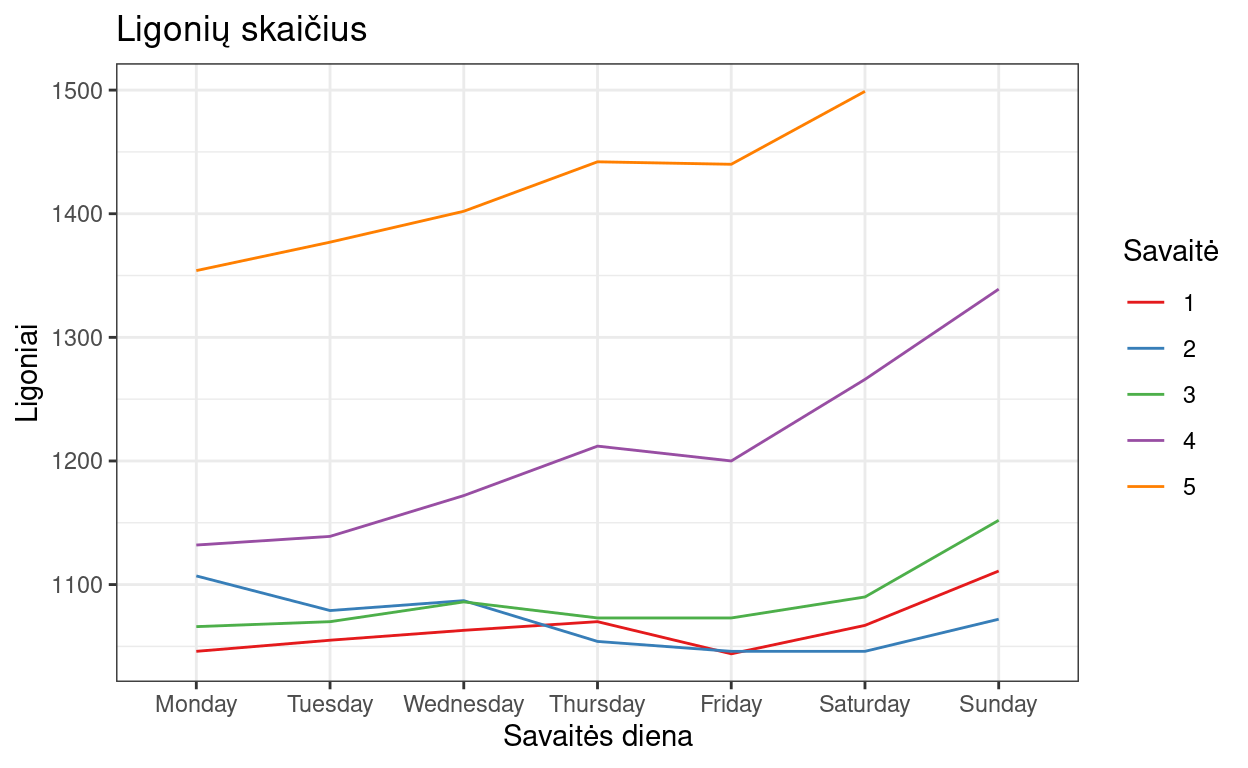 Ligonių skaičius
1500
1400
1300
1200
1100
Ligoniai
Monday Tuesday Wednesday Thursday Friday Saturday Sunday
Savaitės diena
Savaitė
1
2
3
4
5